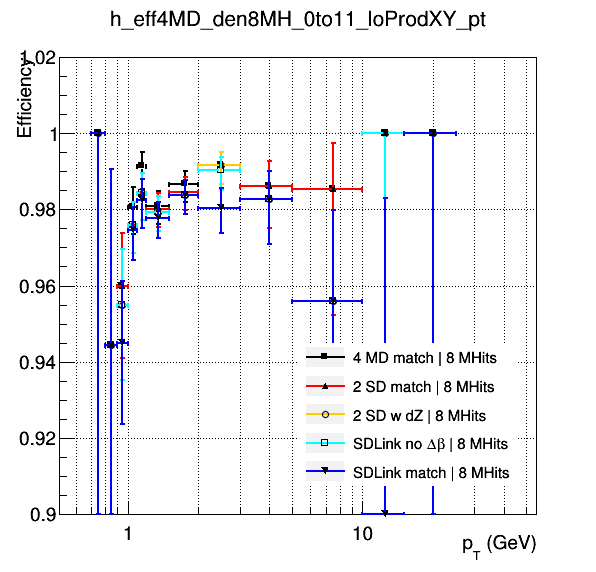 h_eff4MD_den8MH_0to11_loProdXY_pt
Efficiency
1.02
1
0.98
0.96
0.94
0.92
0.9
4 MD match | 8 MHits
2 SD match | 8 MHits
2 SD w dZ | 8 MHits
SDLink no Δβ | 8 MHits
SDLink match | 8 MHits
1
10
p_T (GeV)